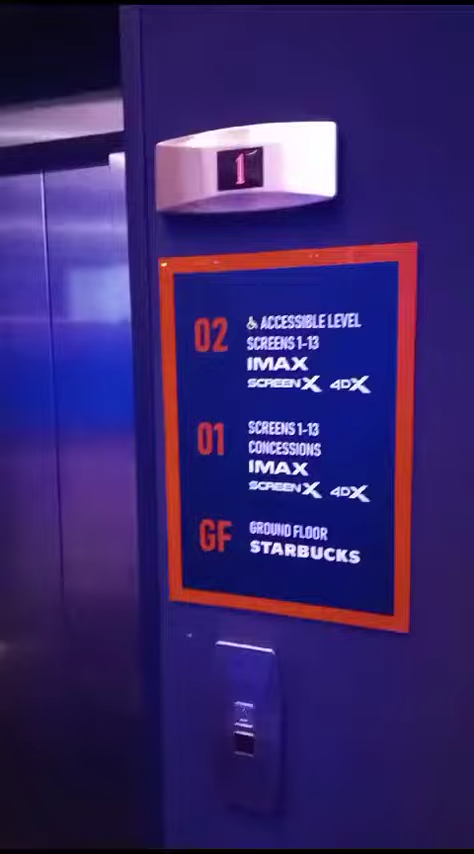 1
02
ACCESSIBLE LEVEL
SCREENS 1-13
IMAX
SCREENX 4DX
01
SCREENS 1-13
CONCESSIONS
IMAX
SCREENX 4DX
GF
GROUND FLOOR
STARBUCKS